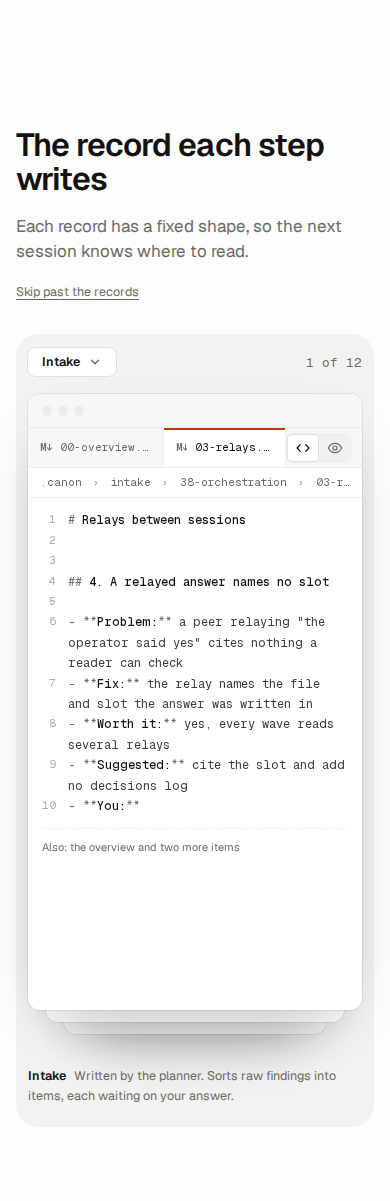 The record each step
writes
Each record has a fixed shape, so the next
session knows where to read.
Skip past the records
Intake
1 of 12
M↓ 00-overview.…
M↓ 03-relays.…
.canon › intake › 38-orchestration › 03-r…
1 # Relays between sessions
2
3
4 ## 4. A relayed answer names no slot
5
6 - **Problem:** a peer relaying "the
operator said yes" cites nothing a
reader can check
7 - **Fix:** the relay names the file
and slot the answer was written in
8 - **Worth it:** yes, every wave reads
several relays
9 - **Suggested:** cite the slot and add
no decisions log
10 - **You:**
Also: the overview and two more items
Intake Written by the planner. Sorts raw findings into
items, each waiting on your answer.